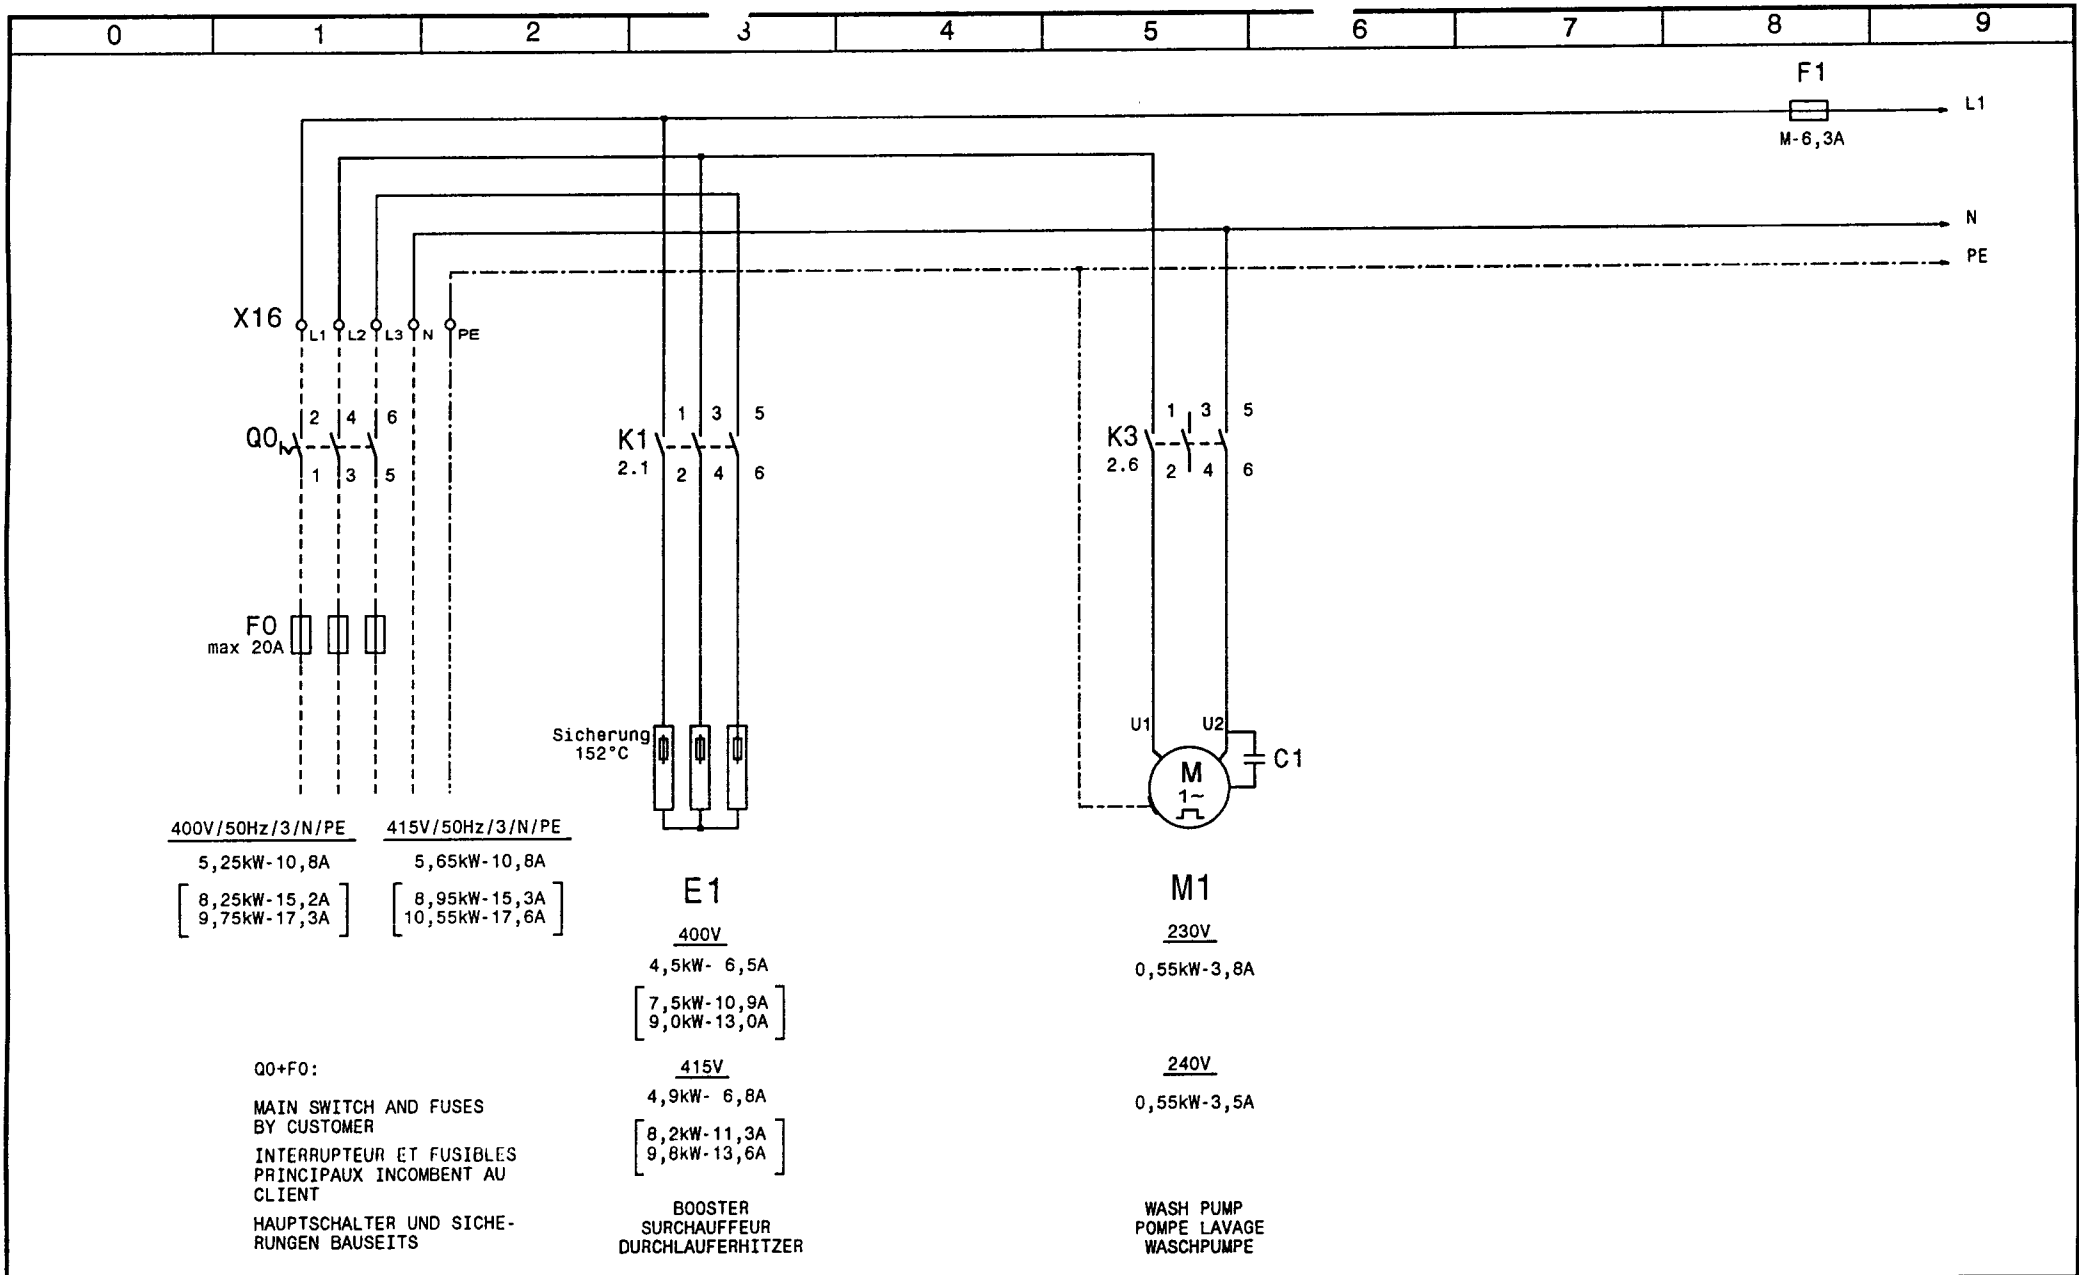 0 1 2 3 4 5 6 7 8 9
F1
L1
M-6,3A
N
PE
X16 L1 L2 L3 N PE
2 4 6
Q0
1 3 5
1 3 5
K1
2.1
2 4 6
1 3 5
K3
2.6
2 4 6
F0
max 20A
Sicherung
152°C
U1 U2
M
1~
C1
400V/50Hz/3/N/PE
5,25kW-10,8A
8,25kW-15,2A
9,75kW-17,3A
415V/50Hz/3/N/PE
5,65kW-10,8A
8,95kW-15,3A
10,55kW-17,6A
Q0+F0:
MAIN SWITCH AND FUSES
BY CUSTOMER
INTERRUPTEUR ET FUSIBLES
PRINCIPAUX INCOMBENT AU
CLIENT
HAUPTSCHALTER UND SICHE-
RUNGEN BAUSEITS
E1
400V
4,5kW- 6,5A
7,5kW-10,9A
9,0kW-13,0A
415V
4,9kW- 6,8A
8,2kW-11,3A
9,8kW-13,6A
BOOSTER
SURCHAUFFEUR
DURCHLAUFERHITZER
M1
230V
0,55kW-3,8A
240V
0,55kW-3,5A
WASH PUMP
POMPE LAVAGE
WASCHPUMPE